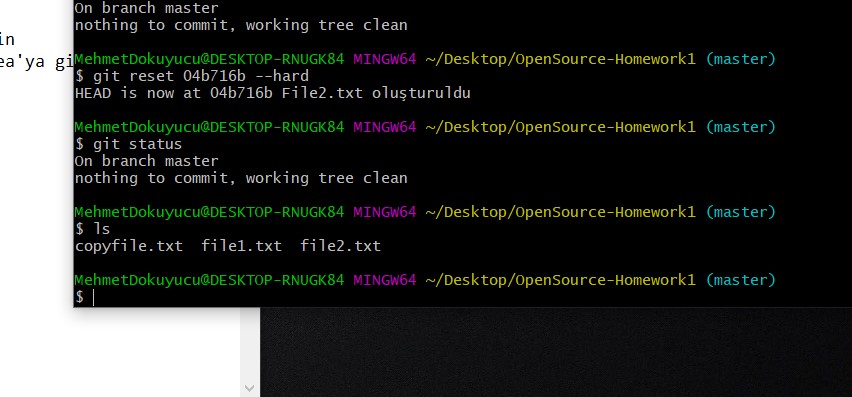 On branch master
nothing to commit, working tree clean
in
ea'ya gi
MehmetDokuyucu@DESKTOP-RNUGK84 MINGW64 ~/Desktop/OpenSource-Homework1 (master)
$ git reset 04b716b --hard
HEAD is now at 04b716b File2.txt oluşturuldu
MehmetDokuyucu@DESKTOP-RNUGK84 MINGW64 ~/Desktop/OpenSource-Homework1 (master)
$ git status
On branch master
nothing to commit, working tree clean
MehmetDokuyucu@DESKTOP-RNUGK84 MINGW64 ~/Desktop/OpenSource-Homework1 (master)
$ ls
copyfile.txt  file1.txt  file2.txt
MehmetDokuyucu@DESKTOP-RNUGK84 MINGW64 ~/Desktop/OpenSource-Homework1 (master)
$